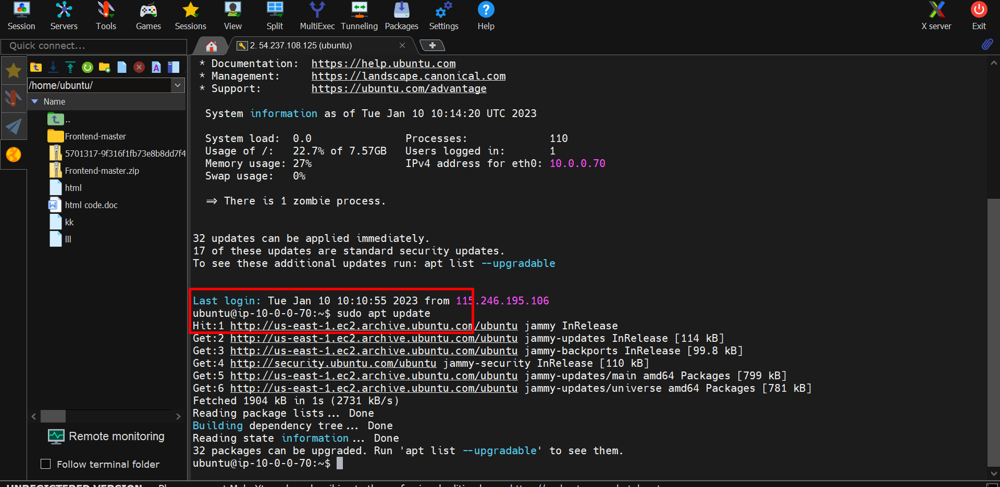 Session Servers Tools Games Sessions View Split MultiExec Tunneling Packages Settings Help X server Exit
Quick connect...
2. 54.237.108.125 (ubuntu)
/home/ubuntu/
Name
..
Frontend-master
5701317-9f316f1fb73e8b8dd7f4
Frontend-master.zip
html
html code.doc
kk
lll
Remote monitoring
Follow terminal folder
* Documentation: https://help.ubuntu.com
* Management: https://landscape.canonical.com
* Support: https://ubuntu.com/advantage
System information as of Tue Jan 10 10:14:20 UTC 2023
System load: 0.0 Processes: 110
Usage of /: 22.7% of 7.57GB Users logged in: 1
Memory usage: 27% IPv4 address for eth0: 10.0.0.70
Swap usage: 0%
=> There is 1 zombie process.
32 updates can be applied immediately.
17 of these updates are standard security updates.
To see these additional updates run: apt list --upgradable
Last login: Tue Jan 10 10:10:55 2023 from 115.246.195.106
ubuntu@ip-10-0-0-70:~$ sudo apt update
Hit:1 http://us-east-1.ec2.archive.ubuntu.com/ubuntu jammy InRelease
Get:2 http://us-east-1.ec2.archive.ubuntu.com/ubuntu jammy-updates InRelease [114 kB]
Get:3 http://us-east-1.ec2.archive.ubuntu.com/ubuntu jammy-backports InRelease [99.8 kB]
Get:4 http://security.ubuntu.com/ubuntu jammy-security InRelease [110 kB]
Get:5 http://us-east-1.ec2.archive.ubuntu.com/ubuntu jammy-updates/main amd64 Packages [799 kB]
Get:6 http://us-east-1.ec2.archive.ubuntu.com/ubuntu jammy-updates/universe amd64 Packages [781 kB]
Fetched 1904 kB in 1s (2731 kB/s)
Reading package lists... Done
Building dependency tree... Done
Reading state information... Done
32 packages can be upgraded. Run 'apt list --upgradable' to see them.
ubuntu@ip-10-0-0-70:~$
UNREGISTERED VERSION